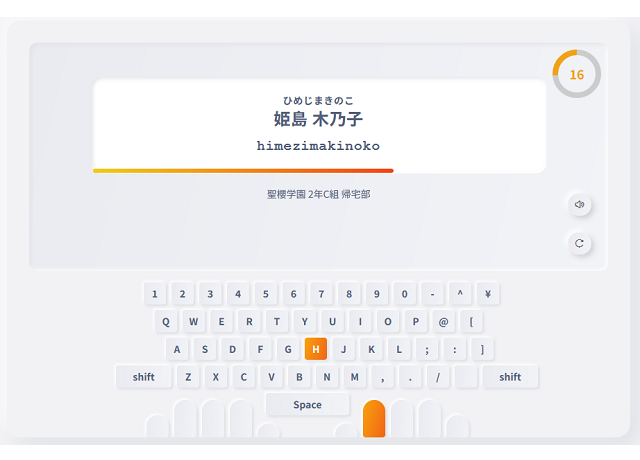 16
ひめじまきのこ
姫島 木乃子
himezimakinoko
聖櫻学園 2年C組 帰宅部
1 2 3 4 5 6 7 8 9 0 - ^ ¥
Q W E R T Y U I O P @ [
A S D F G H J K L ; : ]
shift Z X C V B N M , . / shift
Space